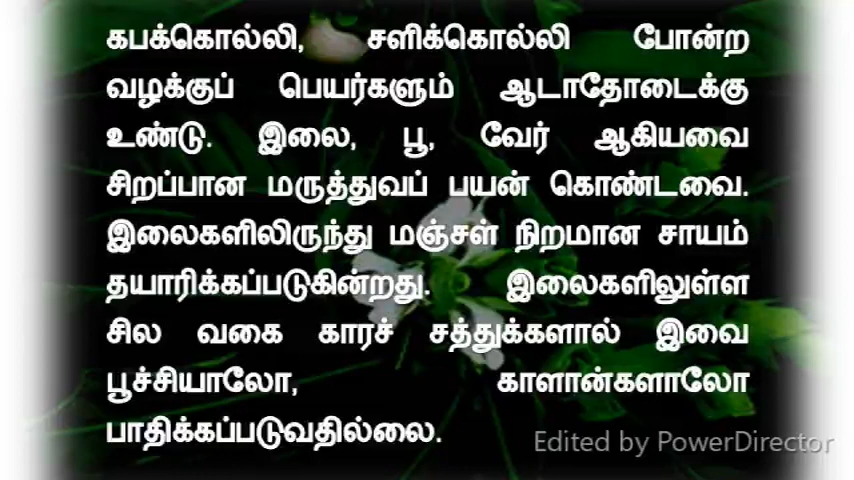 கபக்கொல்லி, சளிக்கொல்லி போன்ற
வழக்குப் பெயர்களும் ஆடாதோடைக்கு
உண்டு. இலை, பூ, வேர் ஆகியவை
சிறப்பான மருத்துவப் பயன் கொண்டவை.
இலைகளிலிருந்து மஞ்சள் நிறமான சாயம்
தயாரிக்கப்படுகின்றது. இலைகளிலுள்ள
சில வகை காரச் சத்துக்களால் இவை
பூச்சியாலோ, காளான்களாலோ
பாதிக்கப்படுவதில்லை.
Edited by PowerDirector